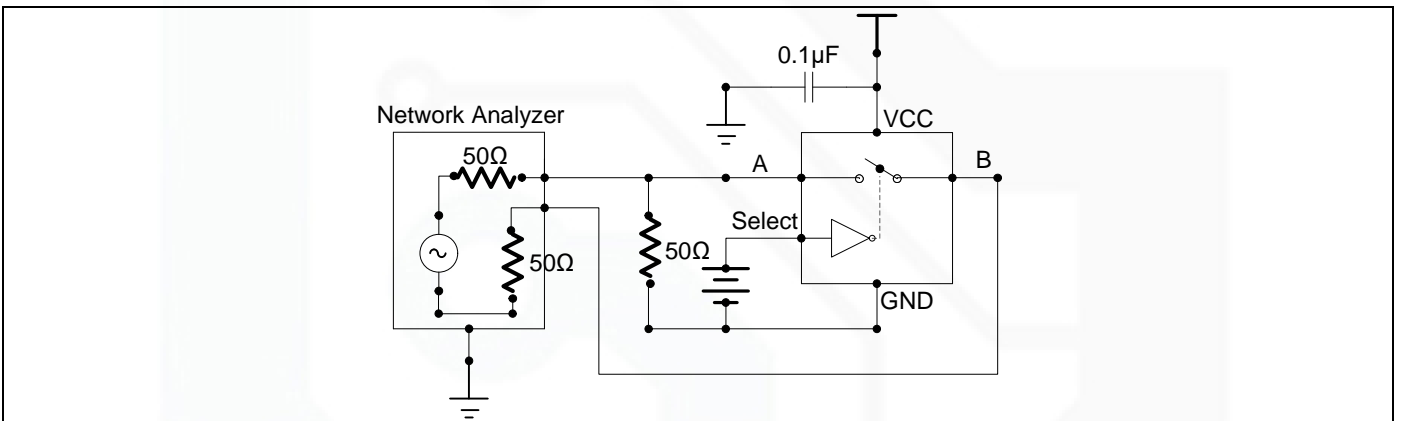 0.1µF
Network Analyzer
VCC
50Ω
A
B
Select
50Ω
50Ω
GND